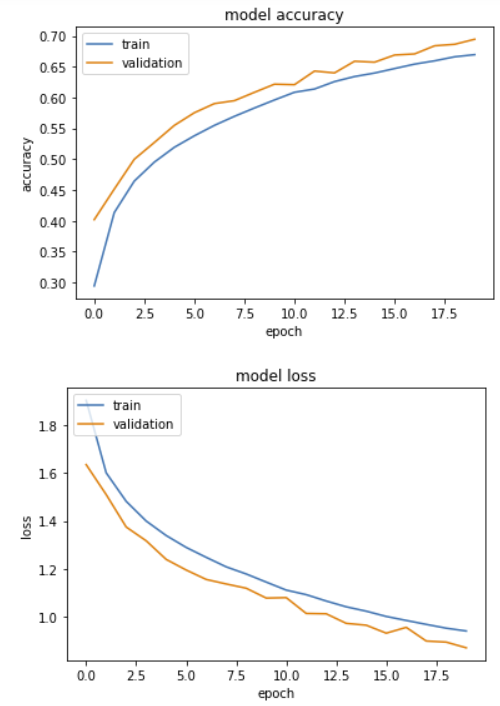 model accuracy
train
validation
0.70
0.65
0.60
0.55
0.50
0.45
0.40
0.35
0.30
accuracy
0.0 2.5 5.0 7.5 10.0 12.5 15.0 17.5
epoch
model loss
train
validation
1.8
1.6
1.4
1.2
1.0
loss
0.0 2.5 5.0 7.5 10.0 12.5 15.0 17.5
epoch